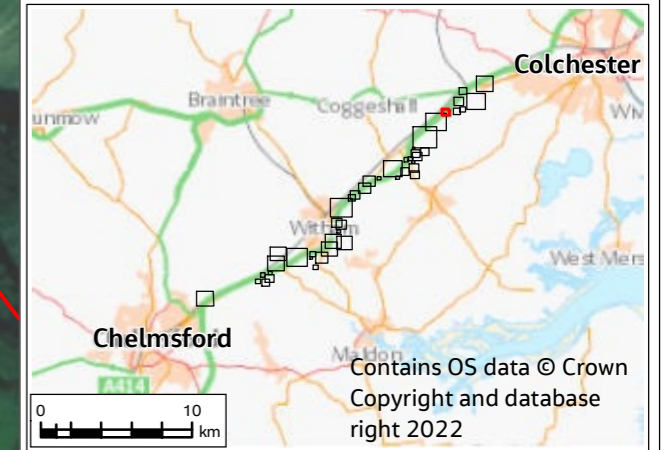 Colchester
Braintree
Coggeshall
unmow
Witham
West Mers
Chelmsford
Maldon
A414
Contains OS data © Crown
Copyright and database
right 2022
0 10
km